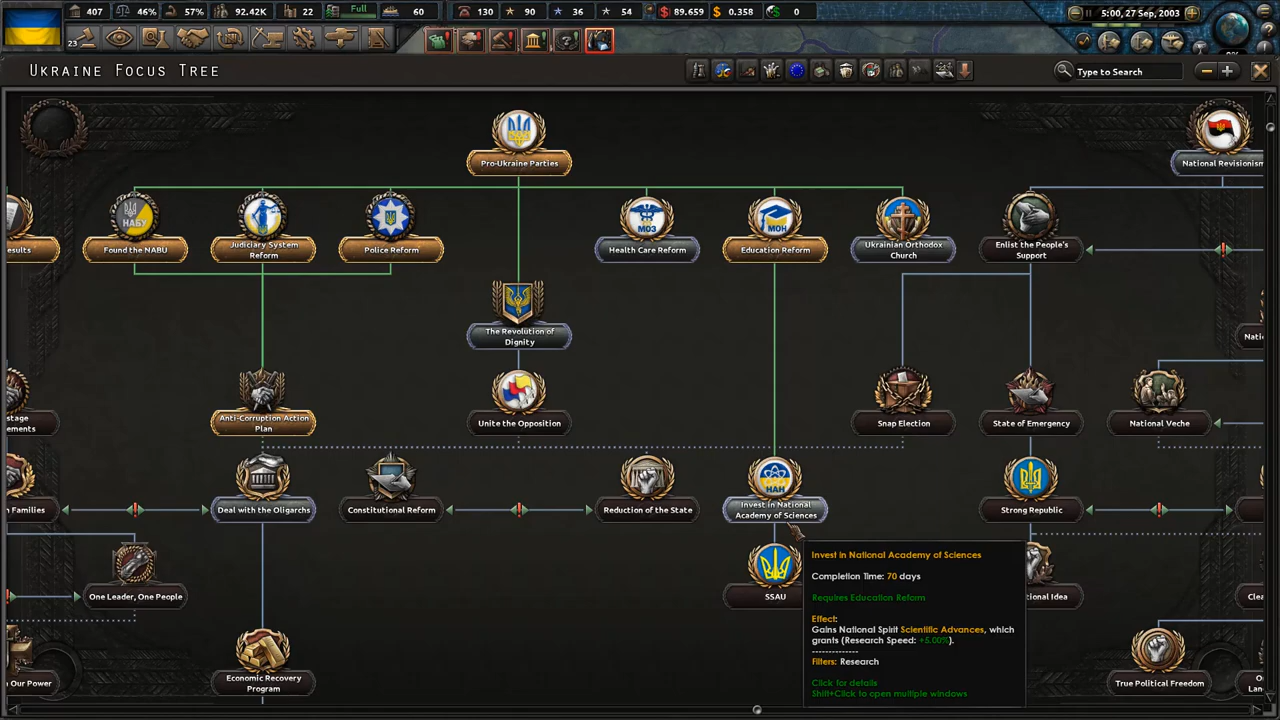 407 46% 57% 92.42K 22 Full 60 130 90 36 54 89.659 0.358 0 5:00, 27 Sep, 2003
23
UKRAINE FOCUS TREE
Type to Search
Pro-Ukraine Parties
National Revisionism
НАБУ
МОЗ
МОН
Found the NABU
Judiciary System
Reform
Police Reform
Health Care Reform
Education Reform
Ukrainian Orthodox
Church
Enlist the People's
Support
The Revolution of
Dignity
Anti-Corruption Action
Plan
Unite the Opposition
Snap Election
State of Emergency
National Veche
НАН
Deal with the Oligarchs
Constitutional Reform
Reduction of the State
Invest in National
Academy of Sciences
Strong Republic
Invest in National Academy of Sciences
Completion Time: 70 days
Requires Education Reform
Effect:
Gains National Spirit Scientific Advances, which
grants (Research Speed: +5.00%).
--------------
Filters: Research
Click for details
Shift+Click to open multiple windows
One Leader, One People
SSAU
Economic Recovery
Program
True Political Freedom